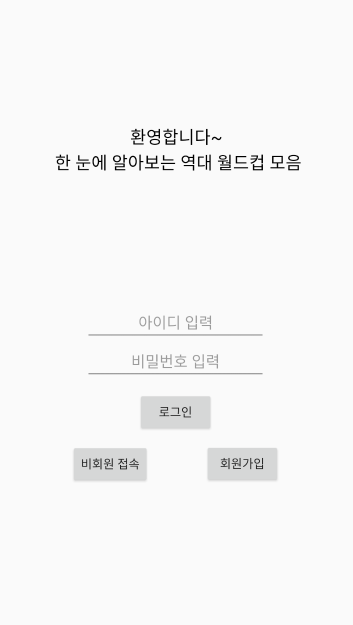 환영합니다~
한 눈에 알아보는 역대 월드컵 모음
아이디 입력
비밀번호 입력
로그인
비회원 접속
회원가입